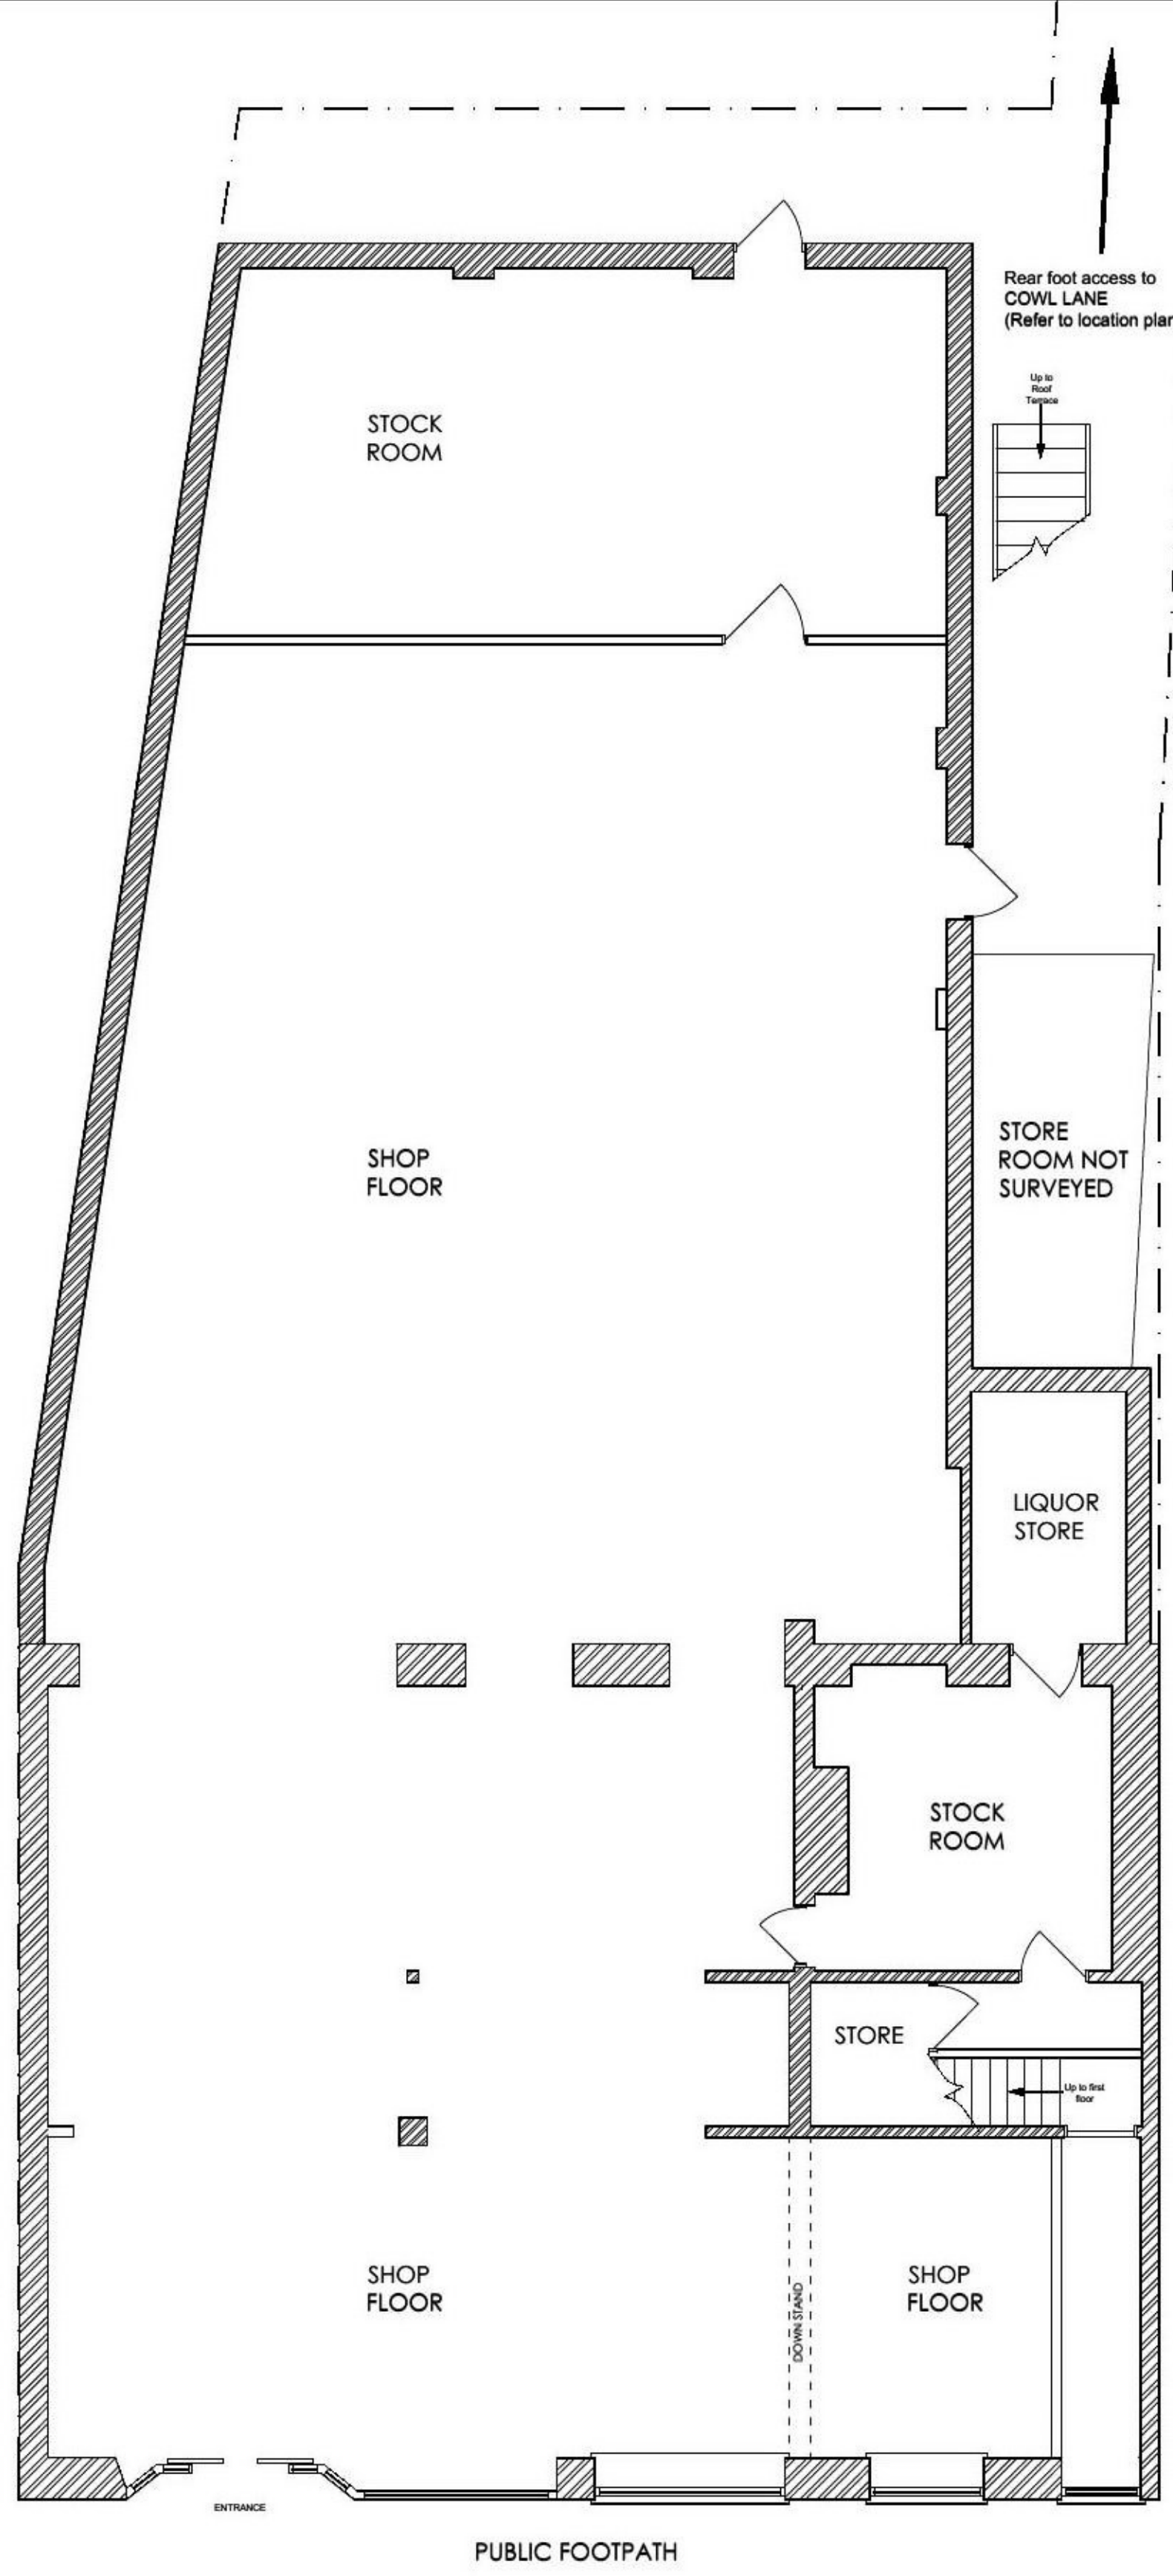 Rear foot access to
COWL LANE
(Refer to location plan
Up to
Roof
Terrace
STOCK
ROOM
SHOP
FLOOR
STORE
ROOM NOT
SURVEYED
LIQUOR
STORE
STOCK
ROOM
STORE
Up to first
floor
SHOP
FLOOR
DOWN STAND
SHOP
FLOOR
ENTRANCE
PUBLIC FOOTPATH